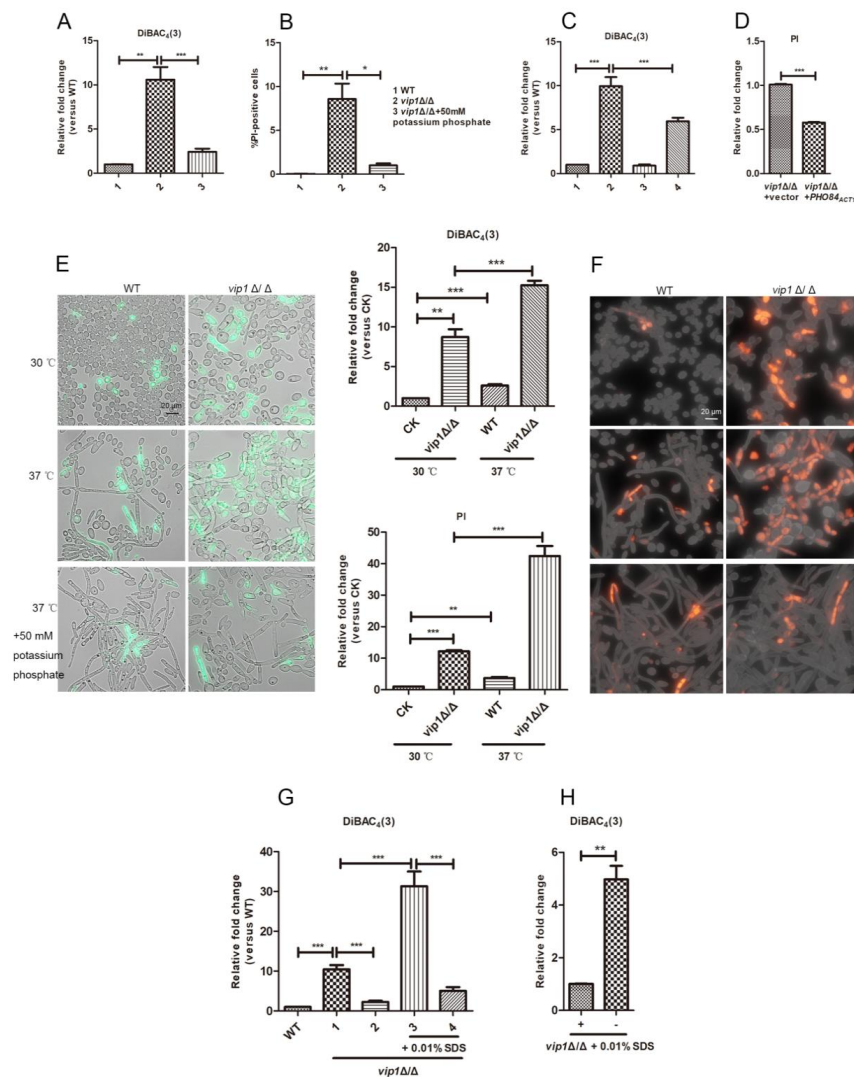 A
DiBAC4(3)
Relative fold change
(versus WT)
15
10
5
0
**
***
1
2
3
B
%PI-positive cells
15
10
5
0
**
*
1
2
3
1 WT
2 vip1Δ/Δ
3 vip1Δ/Δ+50mM
potassium phosphate
C
DiBAC4(3)
Relative fold change
(versus WT)
15
10
5
0
***
***
1
2
3
4
D
PI
Relative fold change
1.5
1.0
0.5
0.0
***
vip1Δ/Δ
+vector
vip1Δ/Δ
+PHO84ACT1
E
WT
vip1 Δ/ Δ
30 ℃
20 μm
37 ℃
37 ℃
+50 mM
potassium
phosphate
DiBAC4(3)
Relative fold change
(versus CK)
20
15
10
5
0
***
***
**
CK
vip1Δ/Δ
WT
vip1Δ/Δ
30 ℃
37 ℃
PI
Relative fold change
(versus CK)
50
40
30
20
10
0
***
**
***
CK
vip1Δ/Δ
WT
vip1Δ/Δ
30 ℃
37 ℃
F
WT
vip1 Δ/ Δ
20 μm
G
DiBAC4(3)
Relative fold change
(versus WT)
40
30
20
10
0
***
***
***
***
WT
1
2
3
4
+ 0.01% SDS
vip1Δ/Δ
H
DiBAC4(3)
Relative fold change
6
4
2
0
**
+
-
vip1Δ/Δ + 0.01% SDS